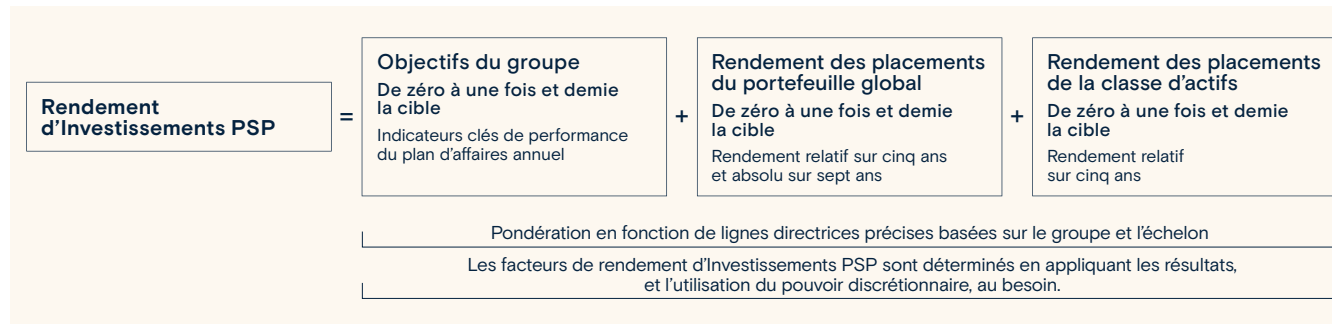 Rendement
d’Investissements PSP
=
Objectifs du groupe
De zéro à une fois et demie
la cible
Indicateurs clés de performance
du plan d’affaires annuel
+
Rendement des placements
du portefeuille global
De zéro à une fois et demie
la cible
Rendement relatif sur cinq ans
et absolu sur sept ans
+
Rendement des placements
de la classe d’actifs
De zéro à une fois et demie
la cible
Rendement relatif
sur cinq ans
Pondération en fonction de lignes directrices précises basées sur le groupe et l’échelon
Les facteurs de rendement d’Investissements PSP sont déterminés en appliquant les résultats,
et l’utilisation du pouvoir discrétionnaire, au besoin.